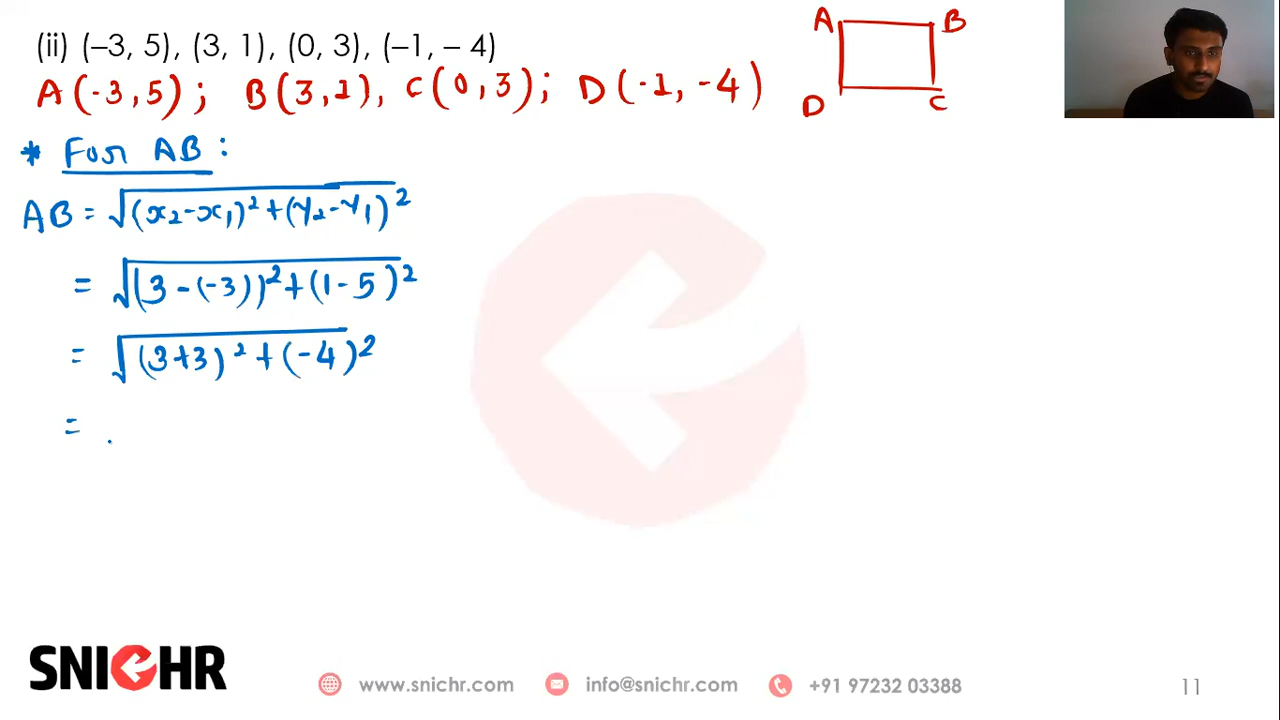 (ii) (–3, 5), (3, 1), (0, 3), (–1, – 4)
A(-3,5); B(3,1), C(0,3); D(-1,-4)
A B
D C
* For AB:
AB = √(x₂-x₁)²+(y₂-y₁)²
= √(3-(-3))²+(1-5)²
= √(3+3)²+(-4)²
=
SNICHR
www.snichr.com info@snichr.com +91 97232 03388 11